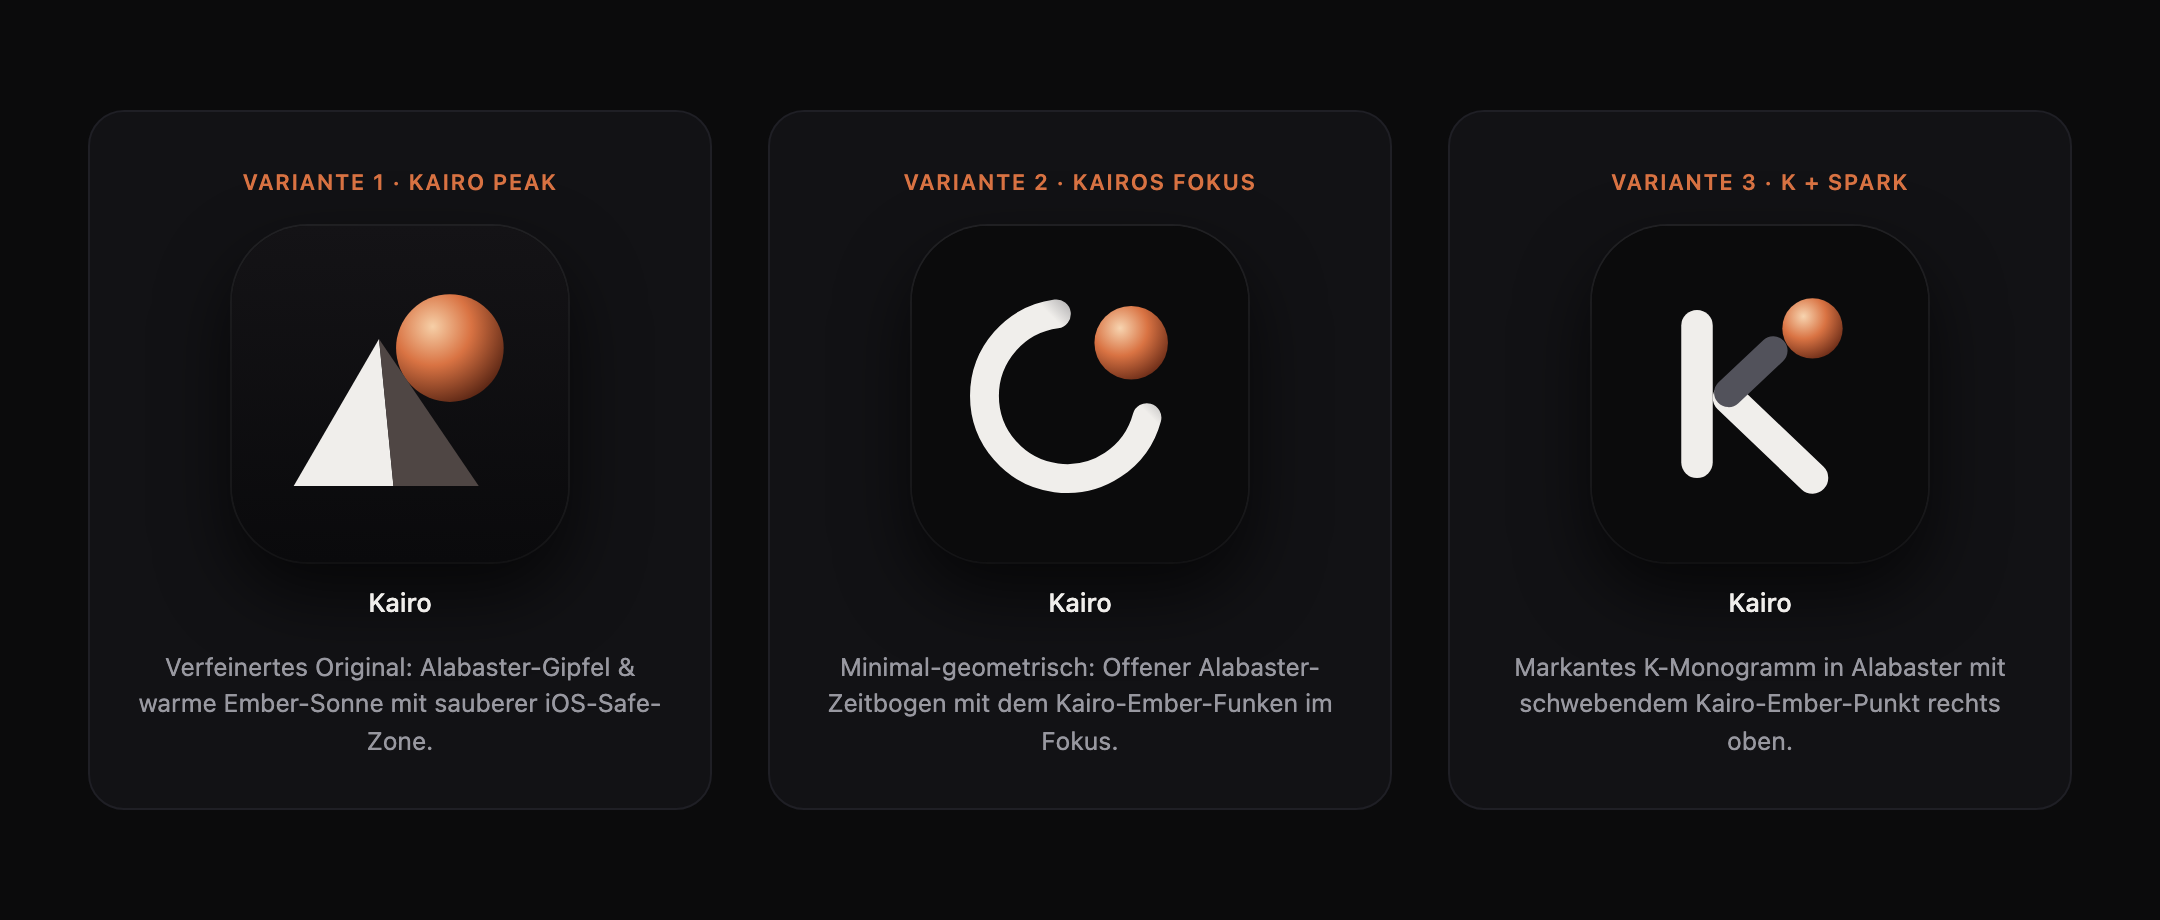 VARIANTE 1 · KAIRO PEAK
Kairo
Verfeinertes Original: Alabaster-Gipfel &
warme Ember-Sonne mit sauberer iOS-Safe-
Zone.
VARIANTE 2 · KAIROS FOKUS
Kairo
Minimal-geometrisch: Offener Alabaster-
Zeitbogen mit dem Kairo-Ember-Funken im
Fokus.
VARIANTE 3 · K + SPARK
K
Kairo
Markantes K-Monogramm in Alabaster mit
schwebendem Kairo-Ember-Punkt rechts
oben.